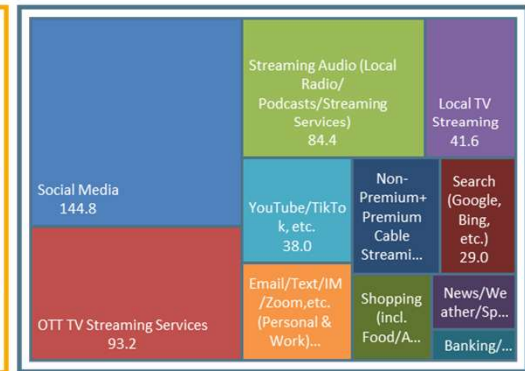 Social Media
144.8
OTT TV Streaming Services
93.2
Streaming Audio (Local
Radio/
Podcasts/Streaming
Services)
84.4
Local TV
Streaming
41.6
YouTube/TikTo
k, etc.
38.0
Non-
Premium+
Premium
Cable
Streami...
Search
(Google,
Bing,
etc.)
29.0
Email/Text/IM
/Zoom,etc.
(Personal &
Work)...
Shopping
(incl.
Food/A...
News/We
ather/Sp...
Banking/...